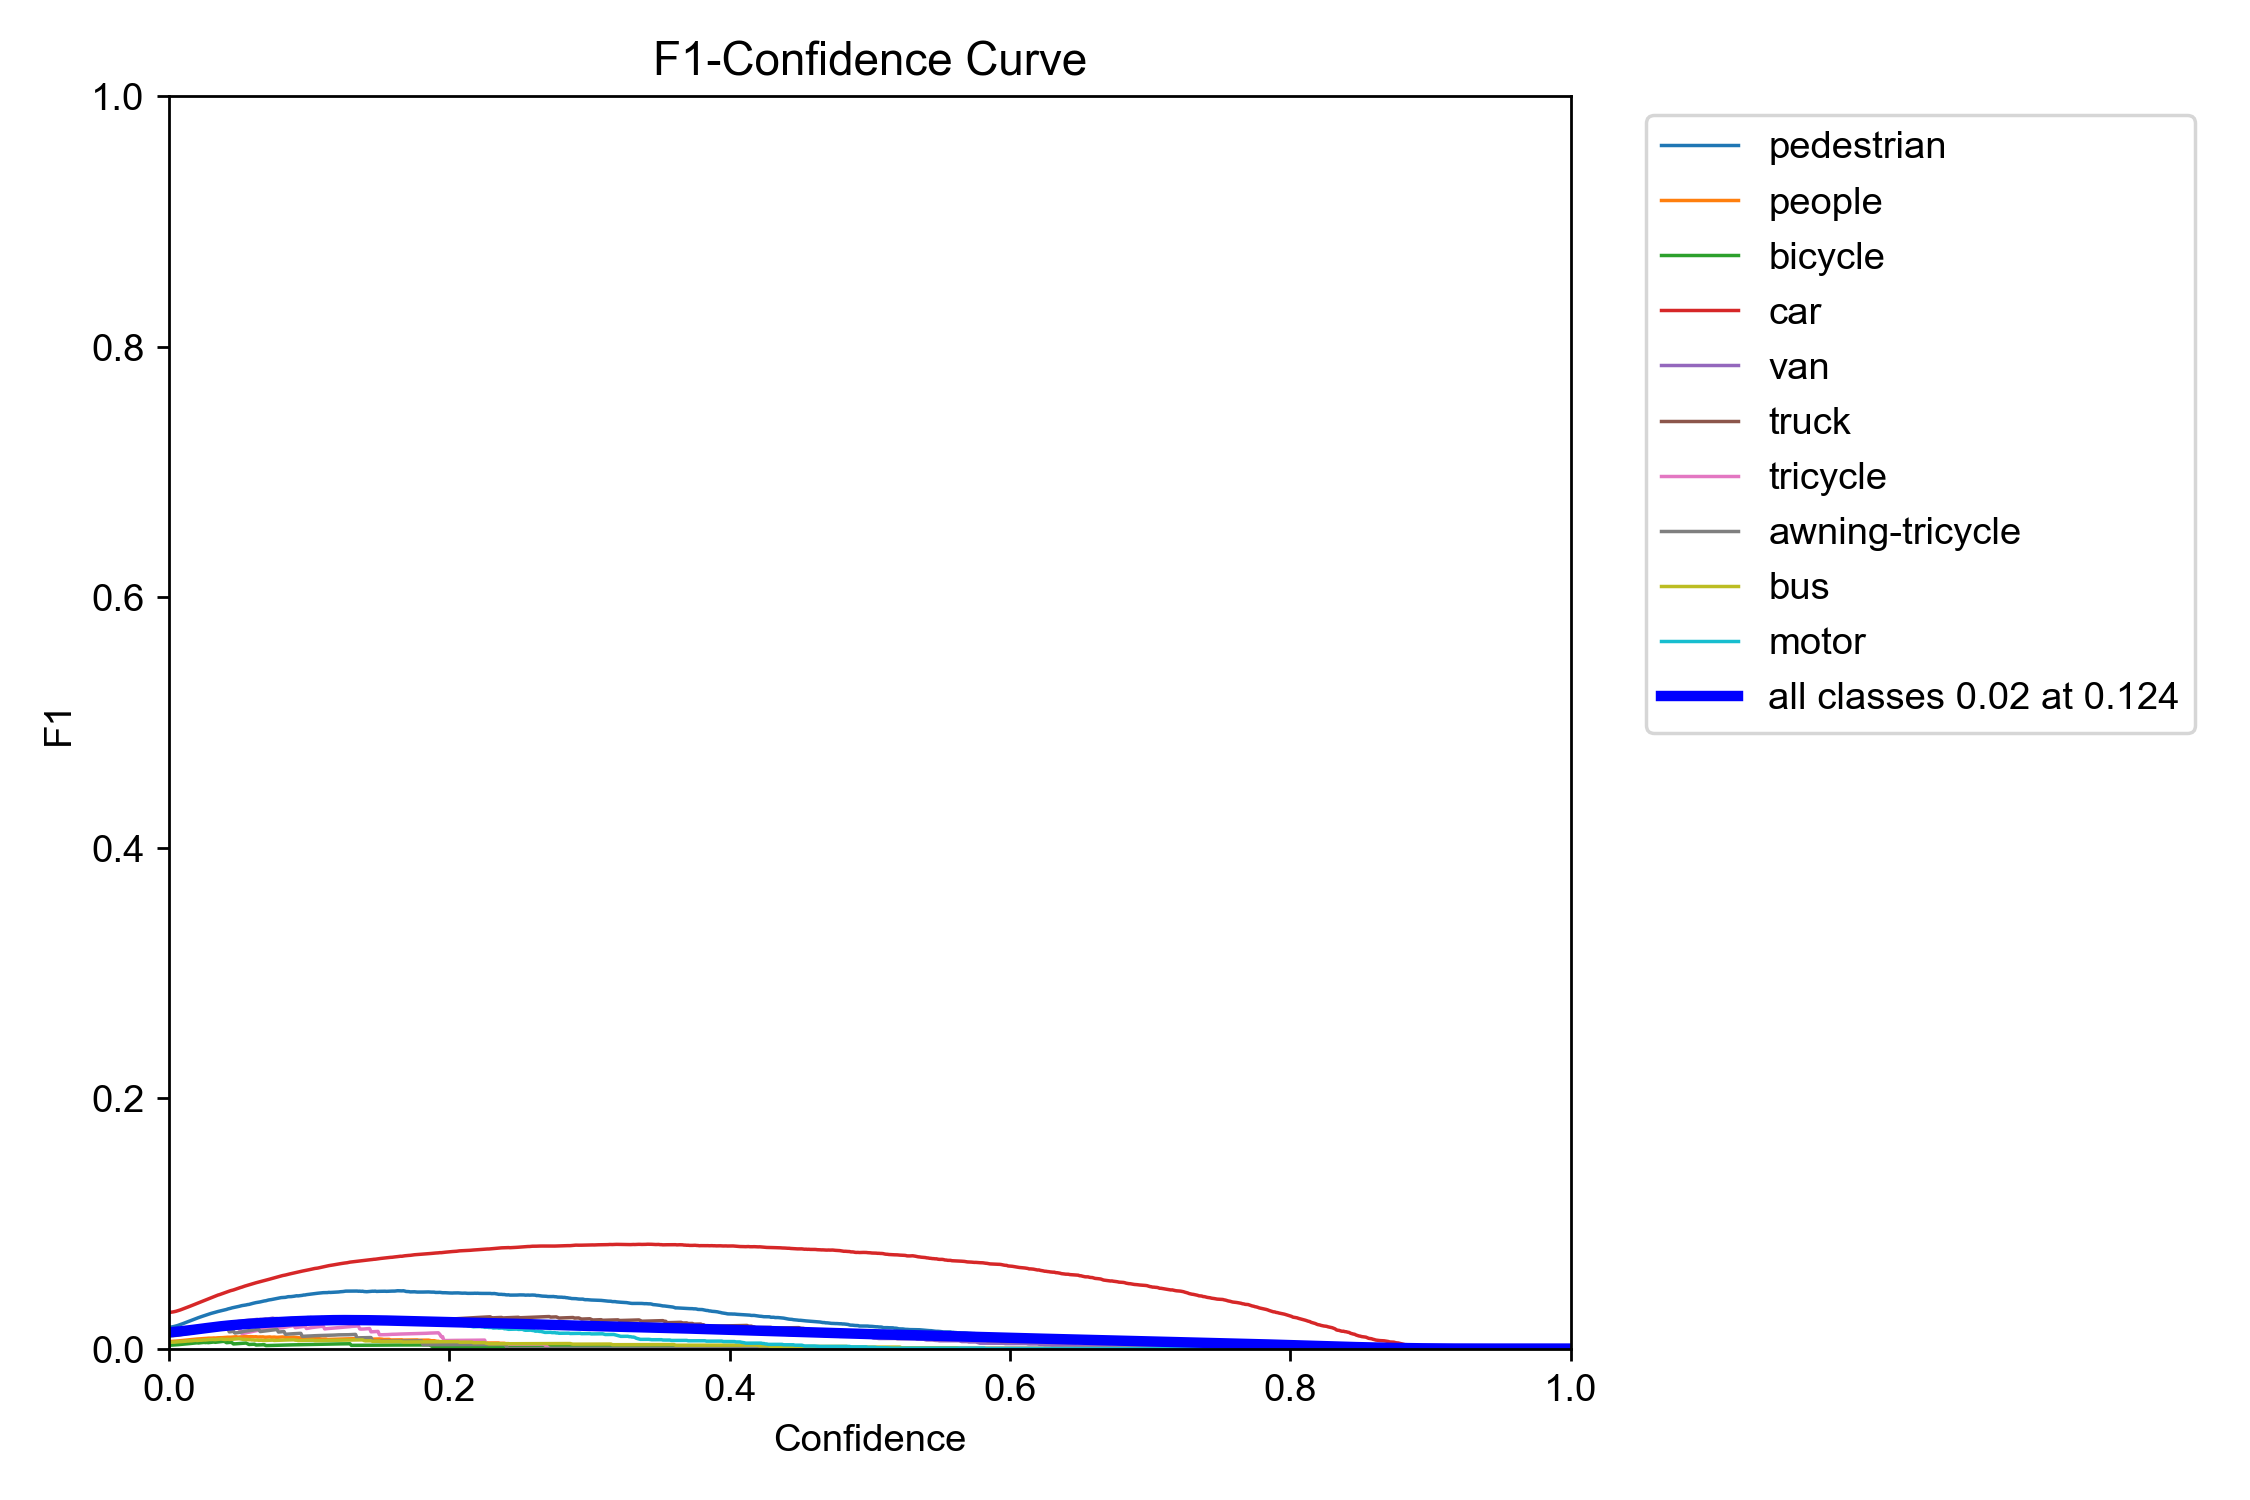 F1-Confidence Curve
1.0
0.8
0.6
0.4
0.2
0.0
F1
0.0 0.2 0.4 0.6 0.8 1.0
Confidence
pedestrian
people
bicycle
car
van
truck
tricycle
awning-tricycle
bus
motor
all classes 0.02 at 0.124